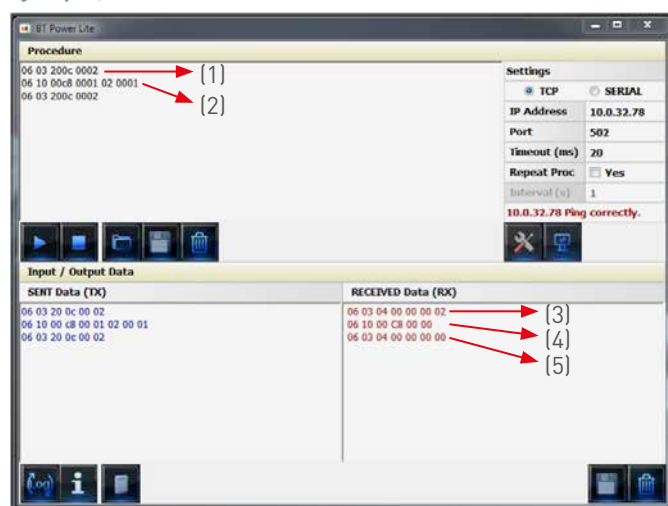 BT Power Lite
Procedure
06 03 200c 0002
06 10 00c8 0001 02 0001
06 03 200c 0002
(1)
(2)
Settings
TCP SERIAL
IP Address 10.0.32.78
Port 502
Timeout (ms) 20
Repeat Proc Yes
Interval (s) 1
10.0.32.78 Ping correctly.
Input / Output Data
SENT Data (TX)
06 03 20 0c 00 02
06 10 00 c8 00 01 02 00 01
06 03 20 0c 00 02
RECEIVED Data (RX)
06 03 04 00 00 00 02
06 10 00 C8 00 00
06 03 04 00 00 00 00
(3)
(4)
(5)
Log
i